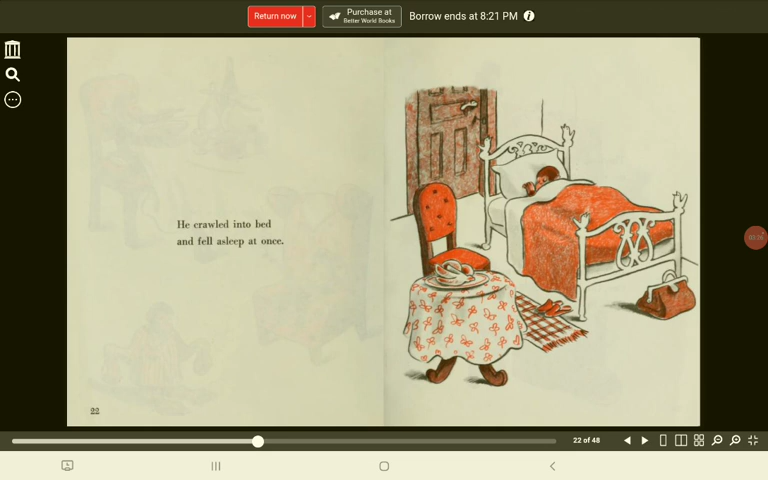 Return now
Purchase at
Better World Books
Borrow ends at 8:21 PM
He crawled into bed
and fell asleep at once.
22
22 of 48